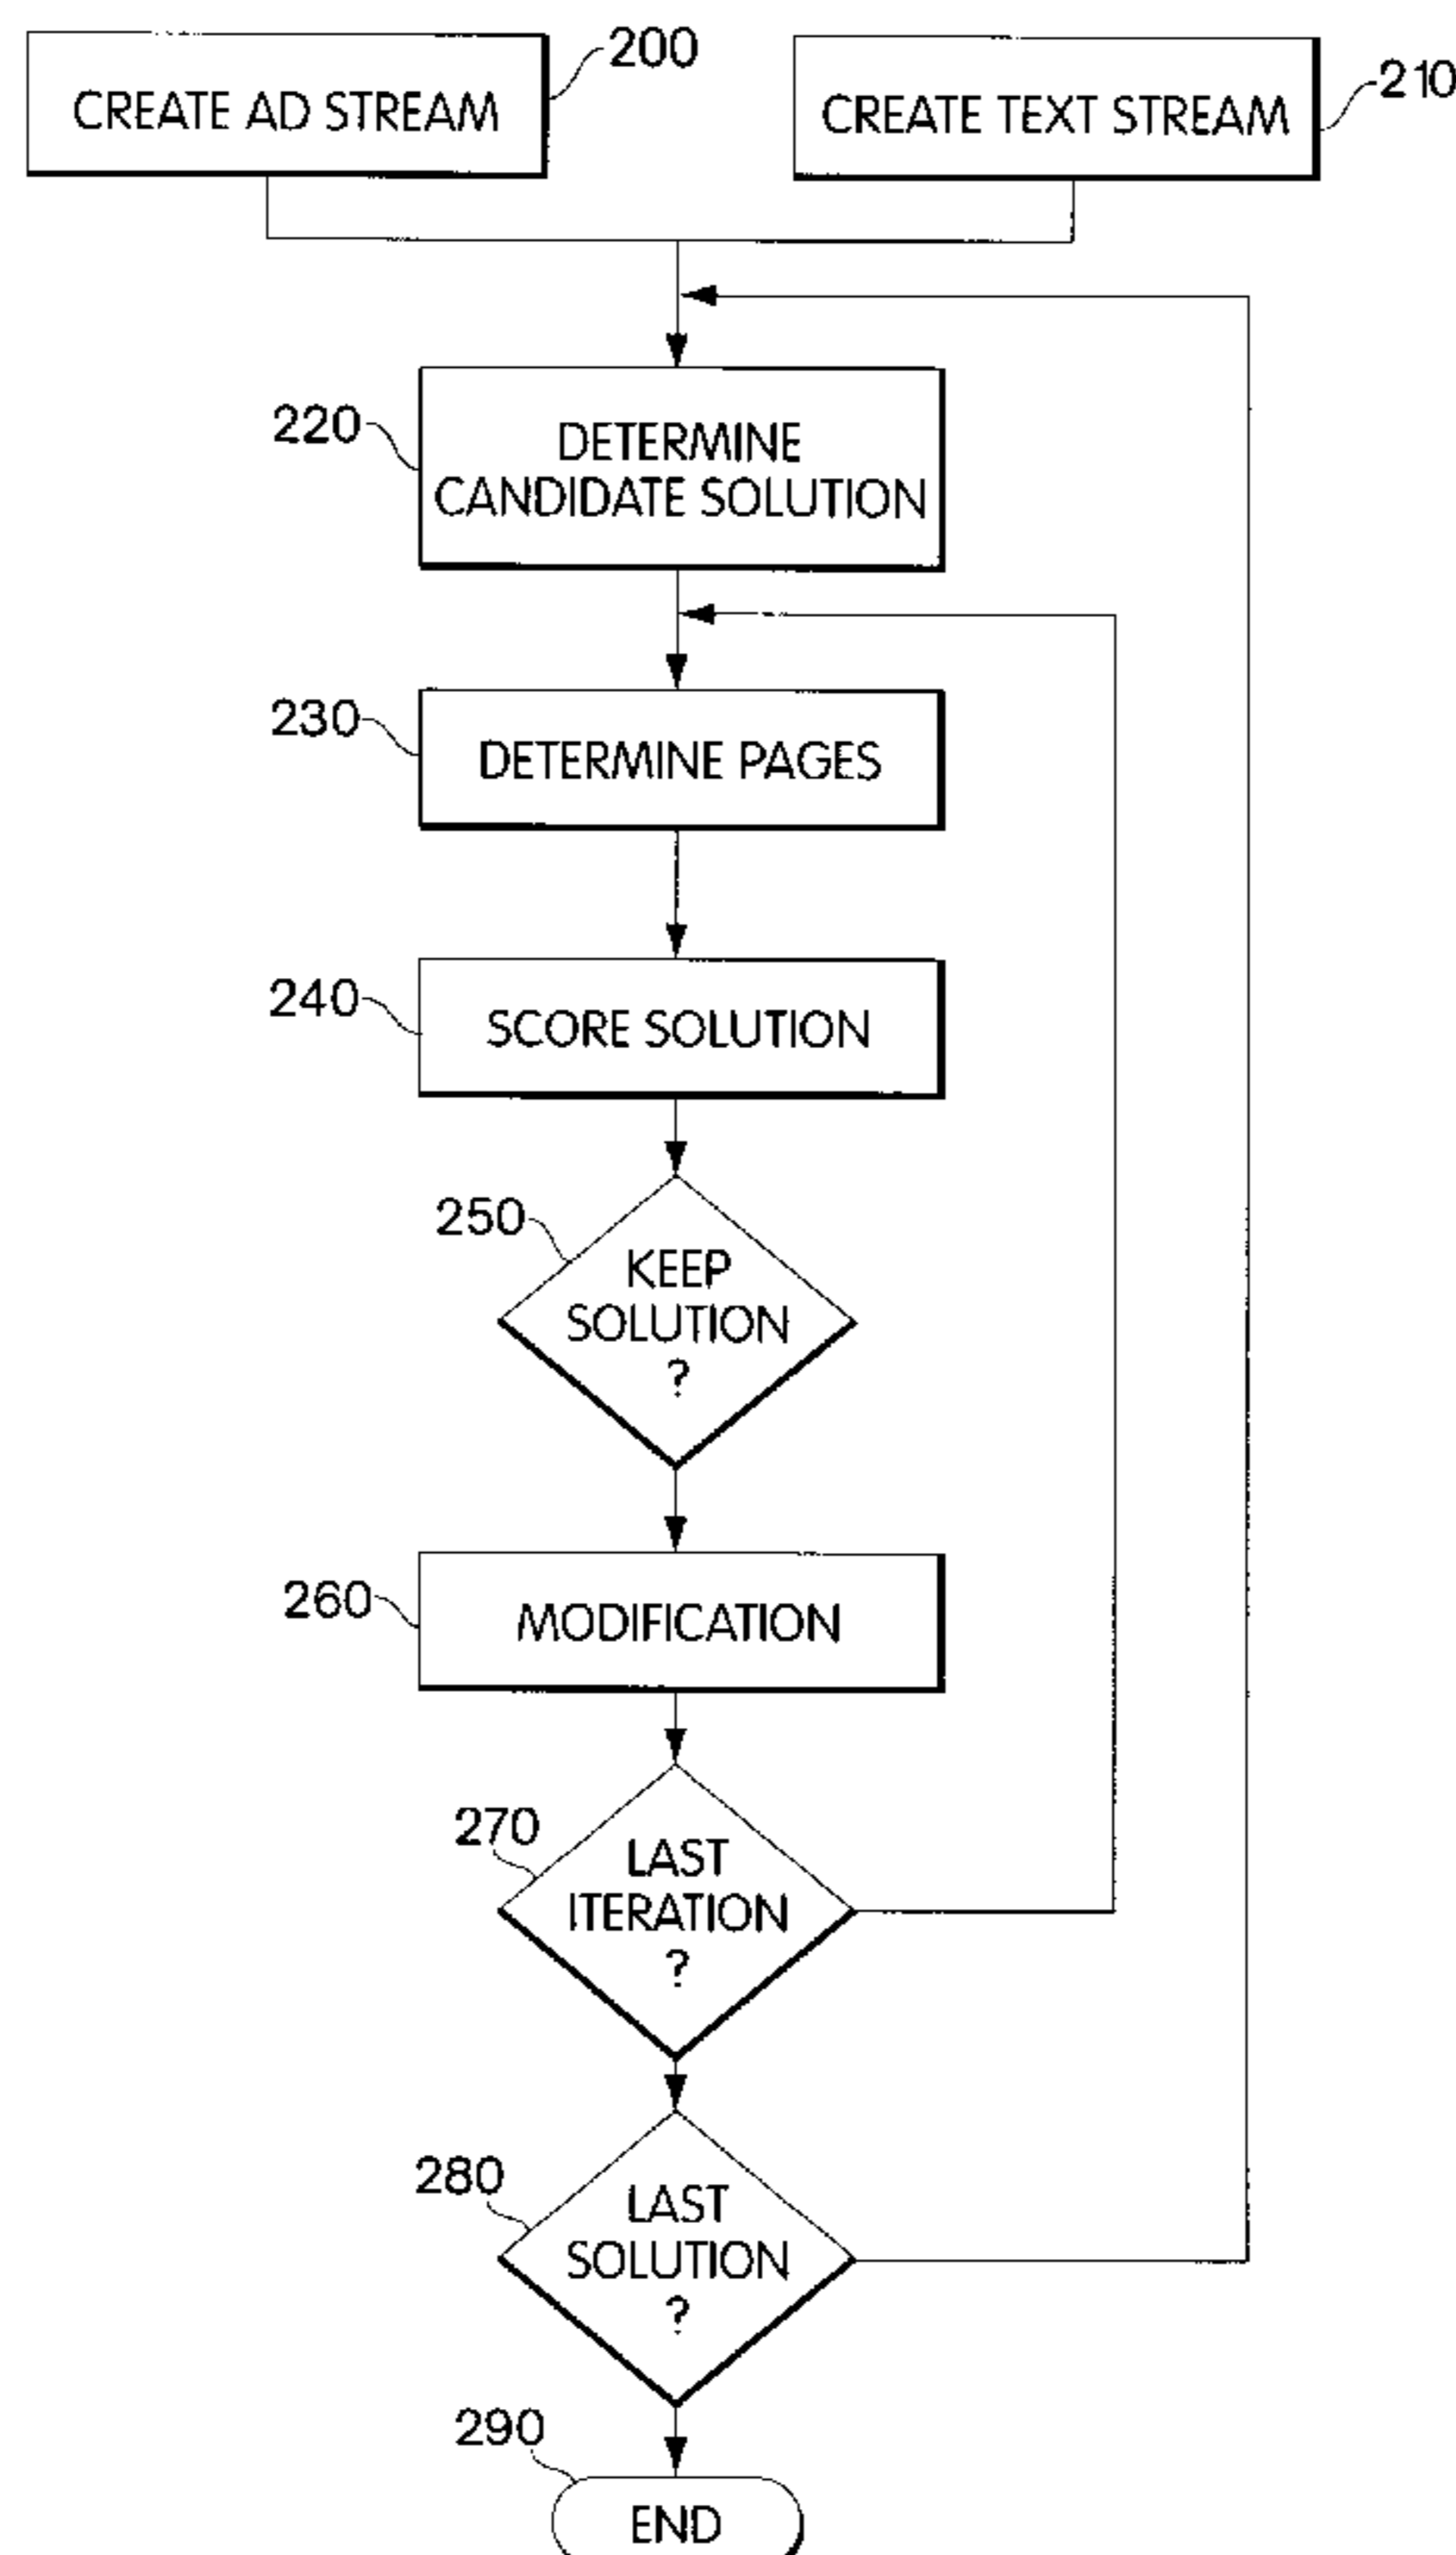 200
CREATE AD STREAM
210
CREATE TEXT STREAM
220
DETERMINE
CANDIDATE SOLUTION
230
DETERMINE PAGES
240
SCORE SOLUTION
250
KEEP
SOLUTION
?
260
MODIFICATION
270
LAST
ITERATION
?
280
LAST
SOLUTION
?
290
END